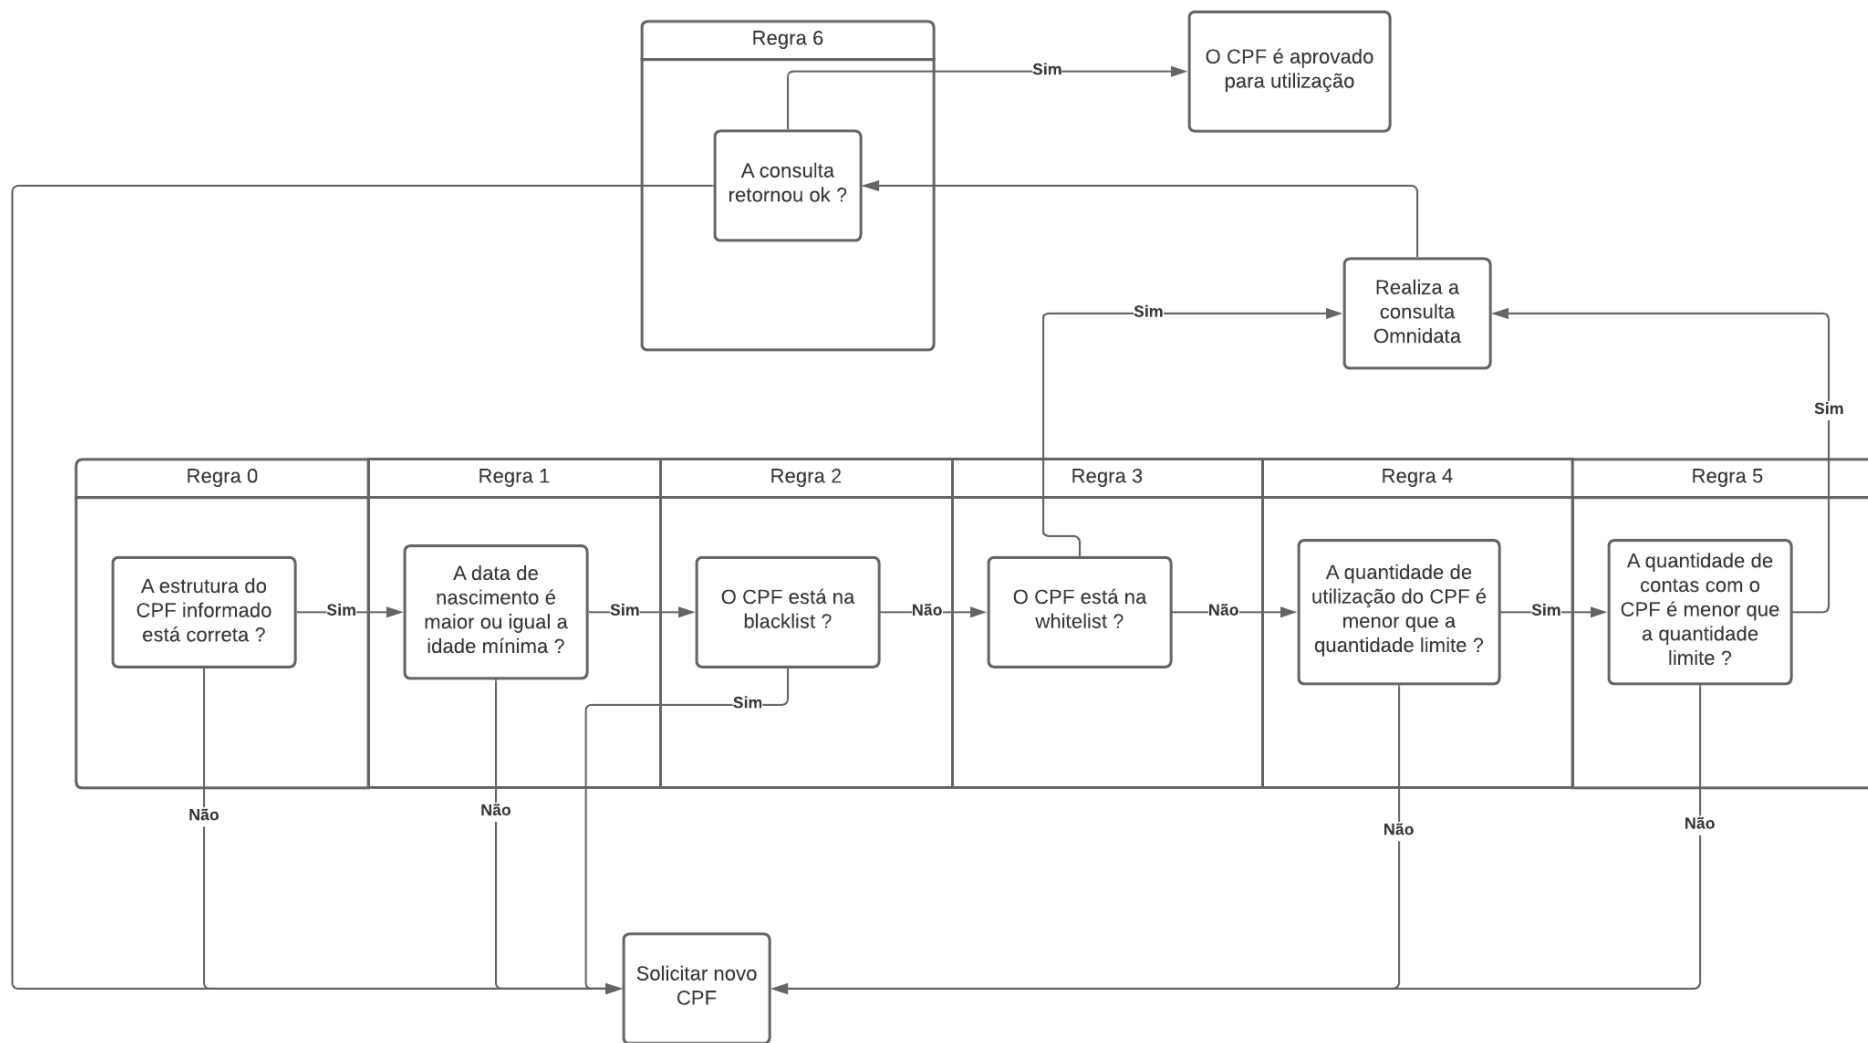 Regra 6
O CPF é aprovado
para utilização
Sim
A consulta
retornou ok ?
Realiza a
consulta
Omnidata
Sim
Sim
Regra 0
Regra 1
Regra 2
Regra 3
Regra 4
Regra 5
A estrutura do
CPF informado
está correta ?
Sim
A data de
nascimento é
maior ou igual a
idade mínima ?
Sim
O CPF está na
blacklist ?
Não
O CPF está na
whitelist ?
Não
A quantidade de
utilização do CPF é
menor que a
quantidade limite ?
Sim
A quantidade de
contas com o
CPF é menor que
a quantidade
limite ?
Sim
Não
Não
Não
Não
Solicitar novo
CPF